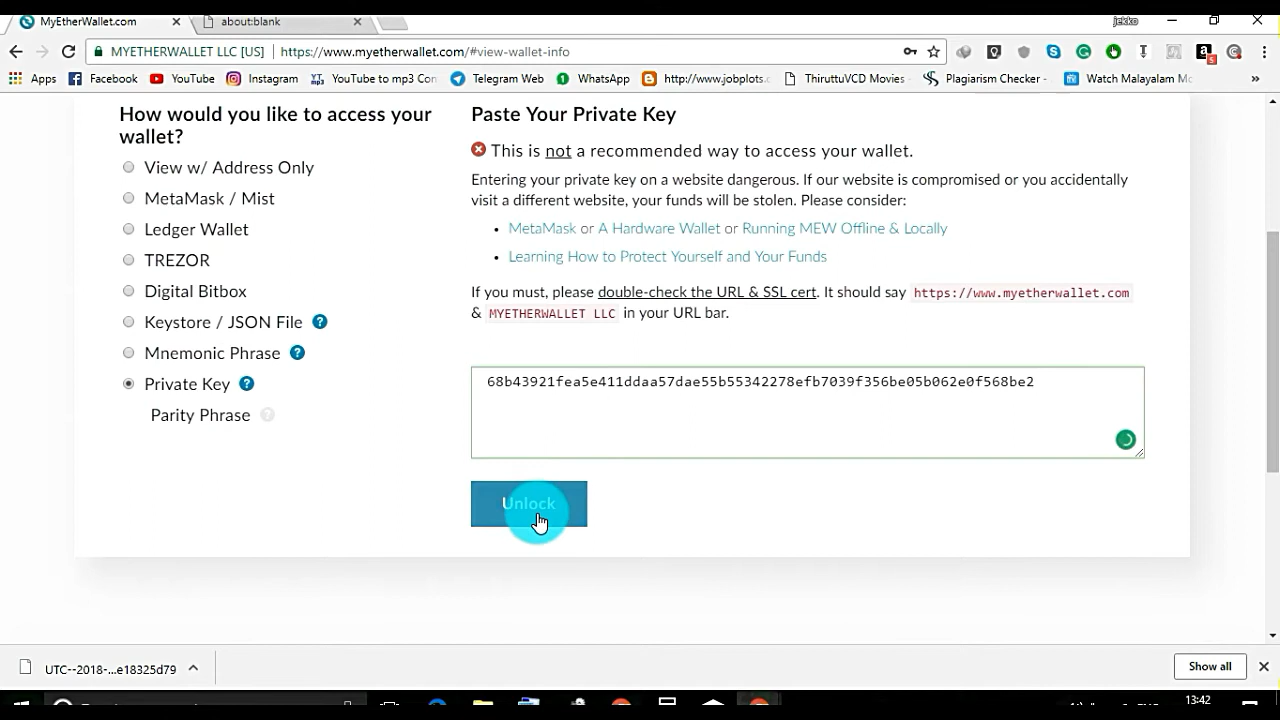 MyEtherWallet.com
about:blank
jekko
MYETHERWALLET LLC [US]
https://www.myetherwallet.com/#view-wallet-info
Apps
Facebook
YouTube
Instagram
YouTube to mp3 Con
Telegram Web
WhatsApp
http://www.jobplots.c
ThiruttuVCD Movies -
Plagiarism Checker -
Watch Malayalam Mo
How would you like to access your
wallet?
View w/ Address Only
MetaMask / Mist
Ledger Wallet
TREZOR
Digital Bitbox
Keystore / JSON File
Mnemonic Phrase
Private Key
Parity Phrase
Paste Your Private Key
This is not a recommended way to access your wallet.
Entering your private key on a website dangerous. If our website is compromised or you accidentally
visit a different website, your funds will be stolen. Please consider:
MetaMask or A Hardware Wallet or Running MEW Offline & Locally
Learning How to Protect Yourself and Your Funds
If you must, please double-check the URL & SSL cert. It should say https://www.myetherwallet.com
& MYETHERWALLET LLC in your URL bar.
68b43921fea5e411ddaa57dae55b55342278efb7039f356be05b062e0f568be2
Unlock
UTC--2018-...e18325d79
Show all
13:42